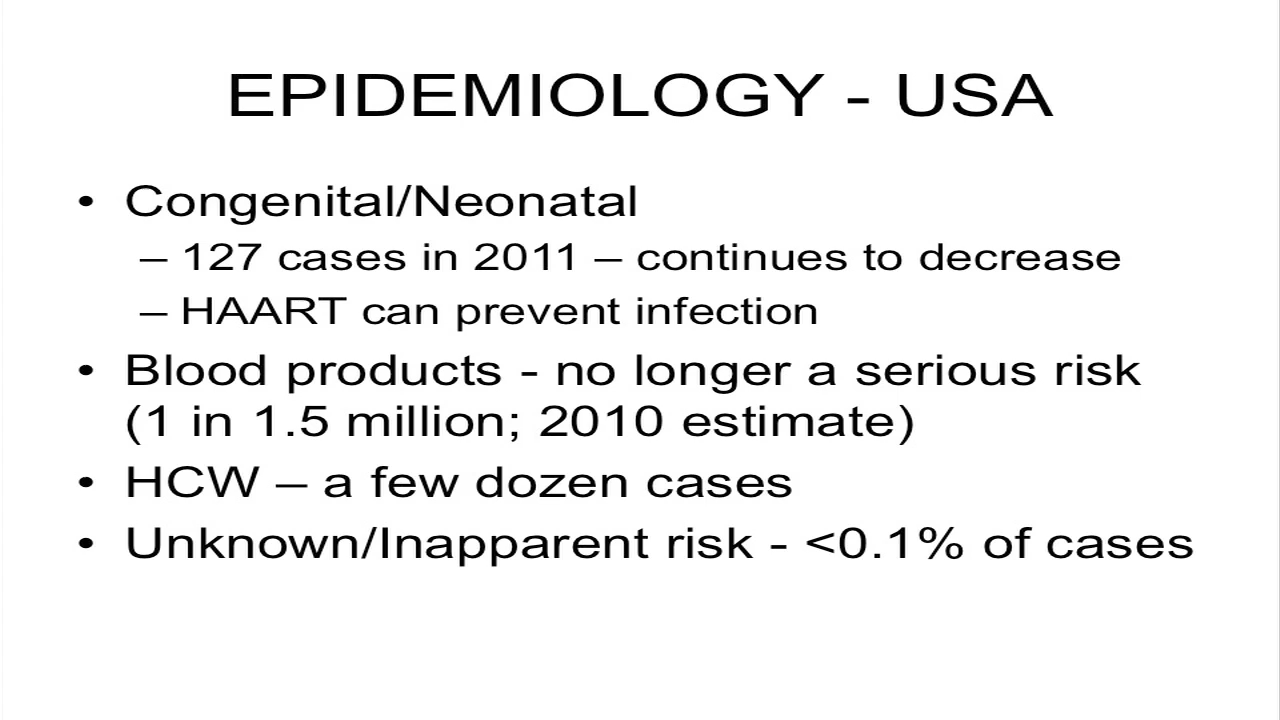 EPIDEMIOLOGY - USA
• Congenital/Neonatal
– 127 cases in 2011 – continues to decrease
– HAART can prevent infection
• Blood products - no longer a serious risk
(1 in 1.5 million; 2010 estimate)
• HCW – a few dozen cases
• Unknown/Inapparent risk - <0.1% of cases